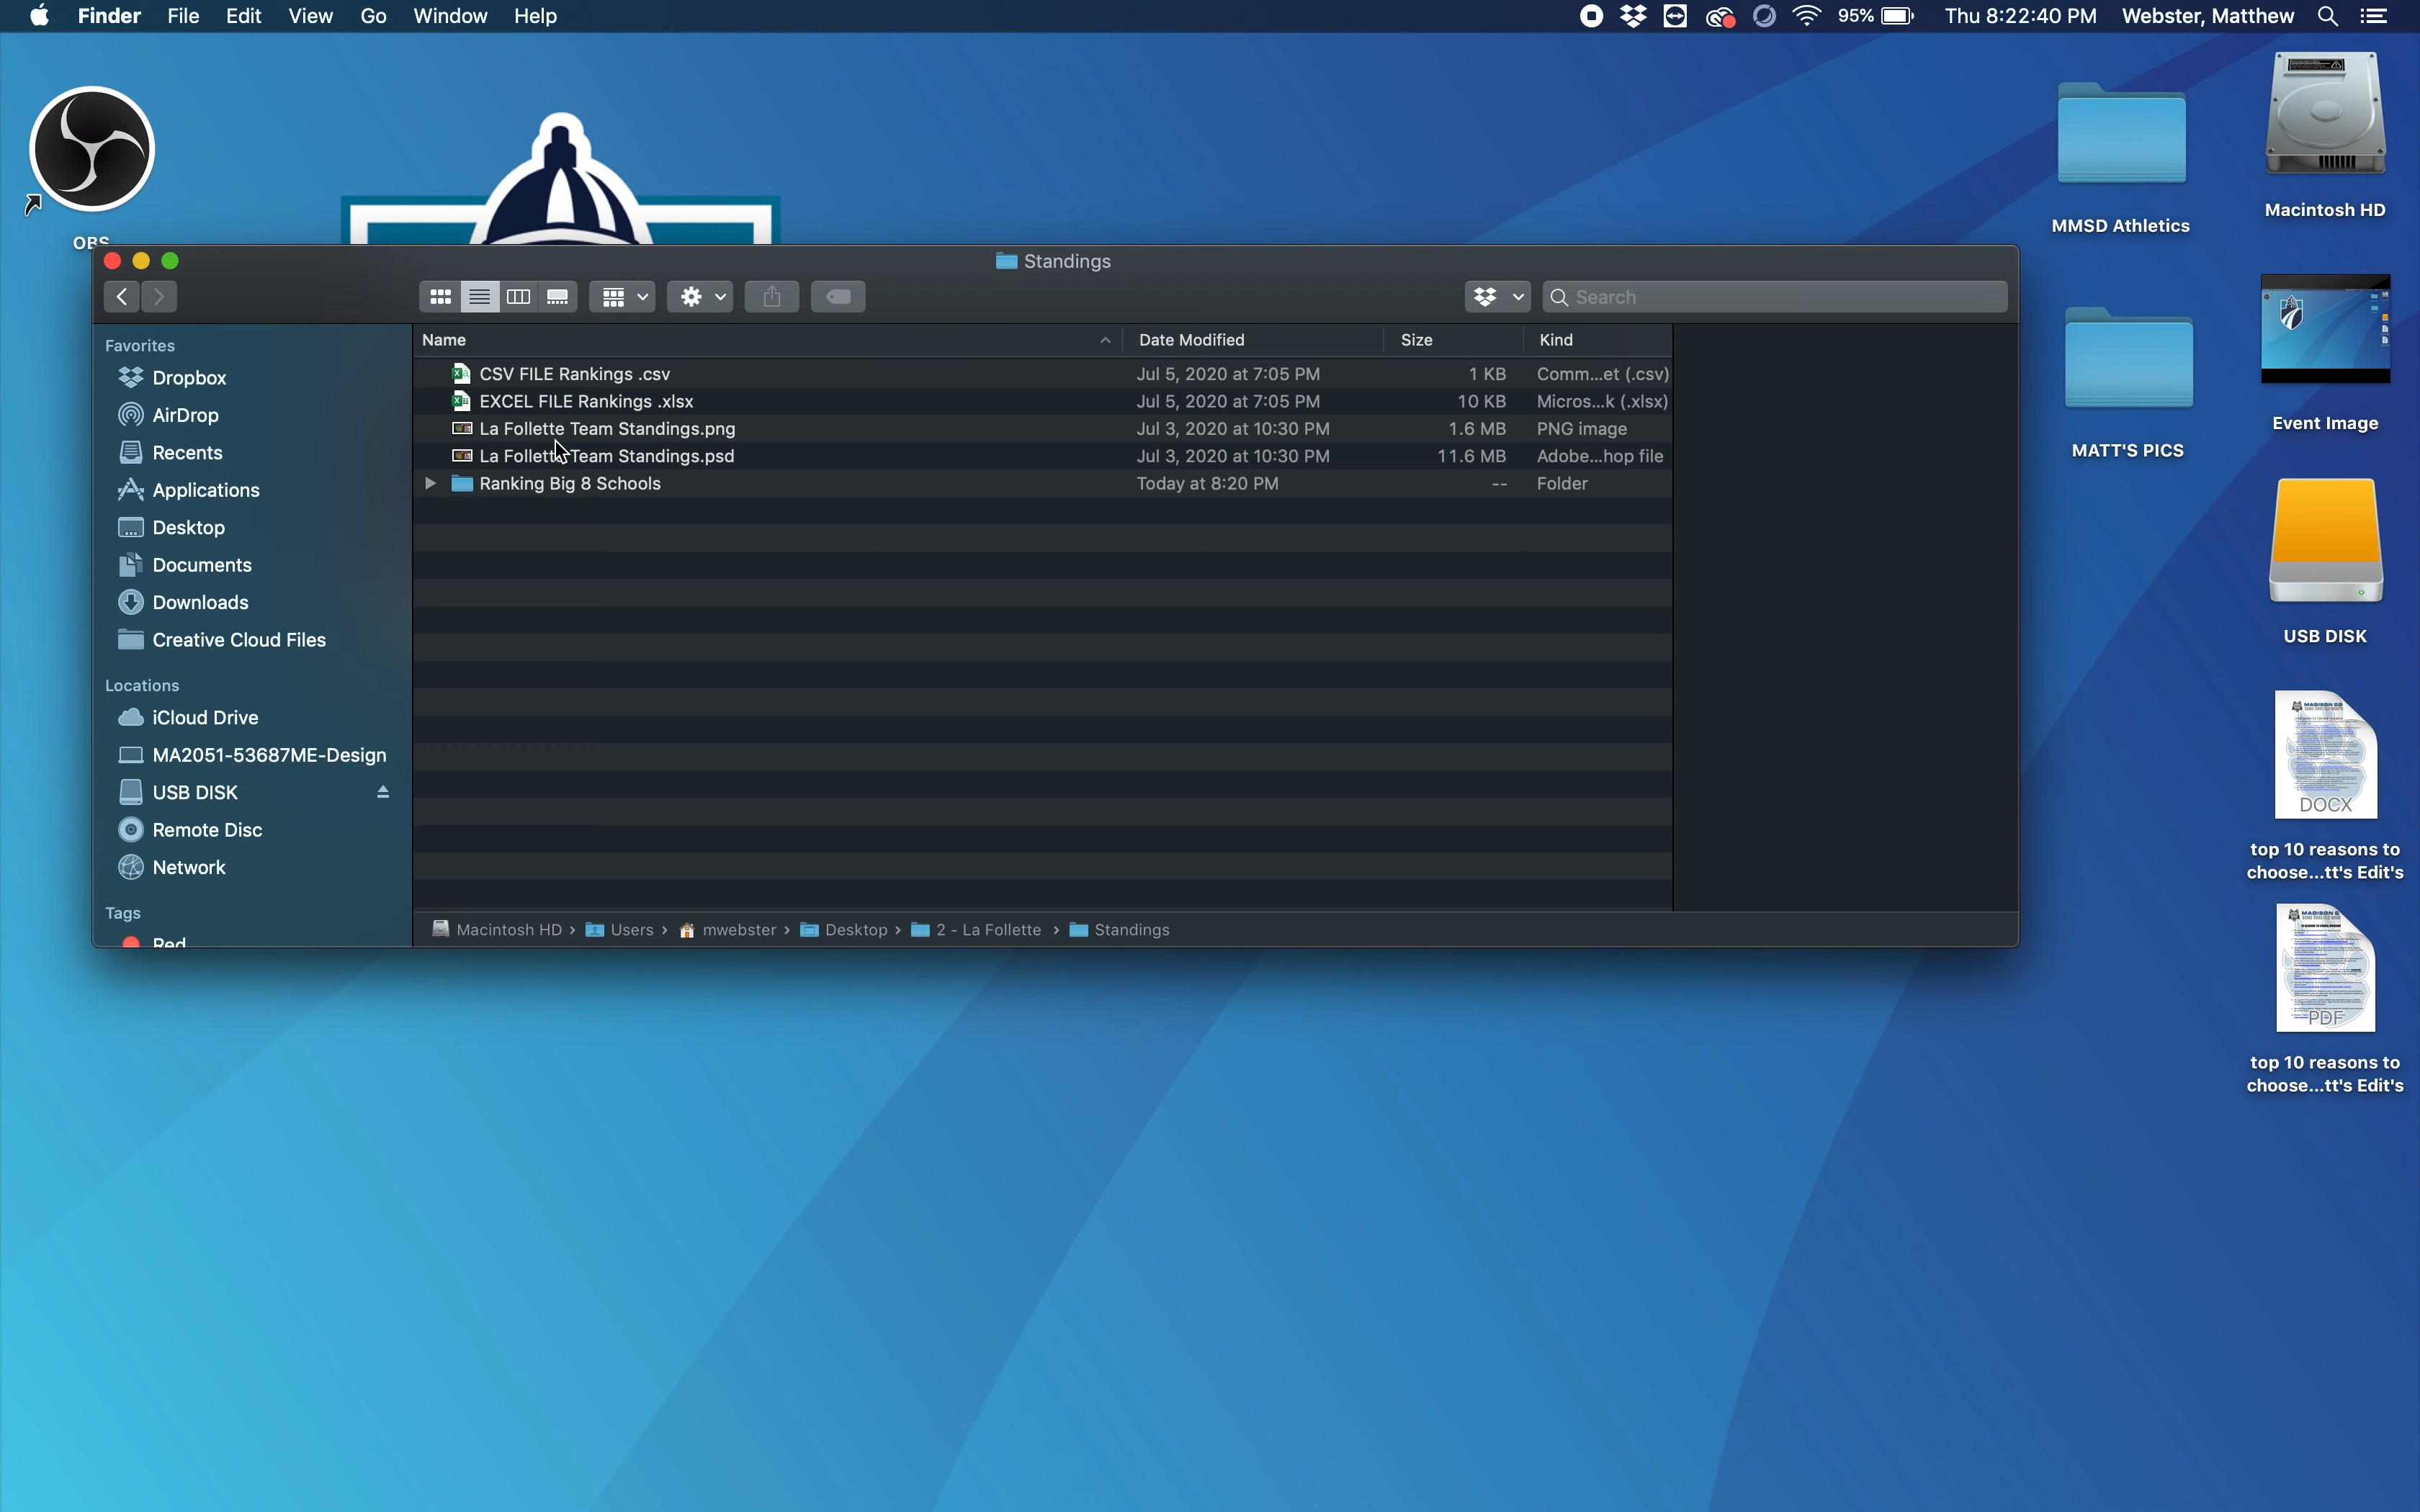 Finder File Edit View Go Window Help 95% Thu 8:22:40 PM Webster, Matthew
OBS
MMSD Athletics
Macintosh HD
MATT'S PICS
Event Image
USB DISK
DOCX
top 10 reasons to
choose...tt's Edit's
PDF
top 10 reasons to
choose...tt's Edit's
Standings
Search
Favorites
Dropbox
AirDrop
Recents
Applications
Desktop
Documents
Downloads
Creative Cloud Files
Locations
iCloud Drive
MA2051-53687ME-Design
USB DISK
Remote Disc
Network
Tags
Red
Name Date Modified Size Kind
CSV FILE Rankings .csv Jul 5, 2020 at 7:05 PM 1 KB Comm...et (.csv)
EXCEL FILE Rankings .xlsx Jul 5, 2020 at 7:05 PM 10 KB Micros...k (.xlsx)
La Follette Team Standings.png Jul 3, 2020 at 10:30 PM 1.6 MB PNG image
La Follette Team Standings.psd Jul 3, 2020 at 10:30 PM 11.6 MB Adobe...hop file
Ranking Big 8 Schools Today at 8:20 PM -- Folder
Macintosh HD › Users › mwebster › Desktop › 2 - La Follette › Standings